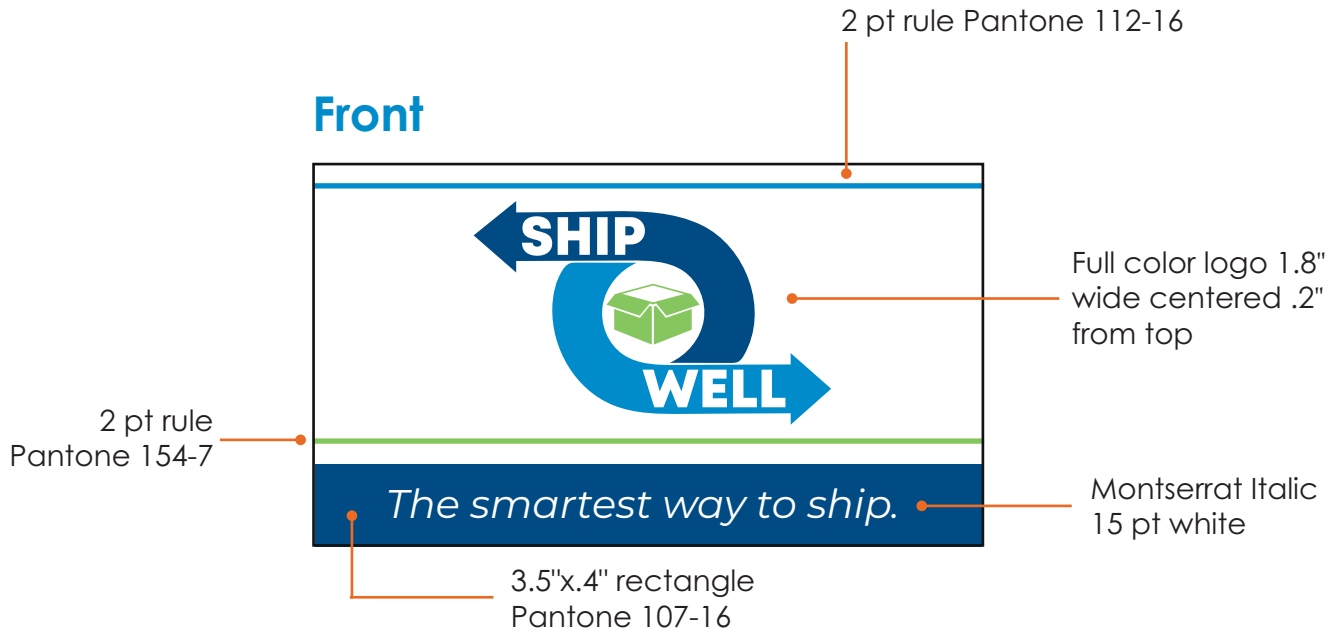 2 pt rule Pantone 112-16
Front
SHIP
WELL
Full color logo 1.8"
wide centered .2"
from top
2 pt rule
Pantone 154-7
The smartest way to ship.
Montserrat Italic
15 pt white
3.5"x.4" rectangle
Pantone 107-16